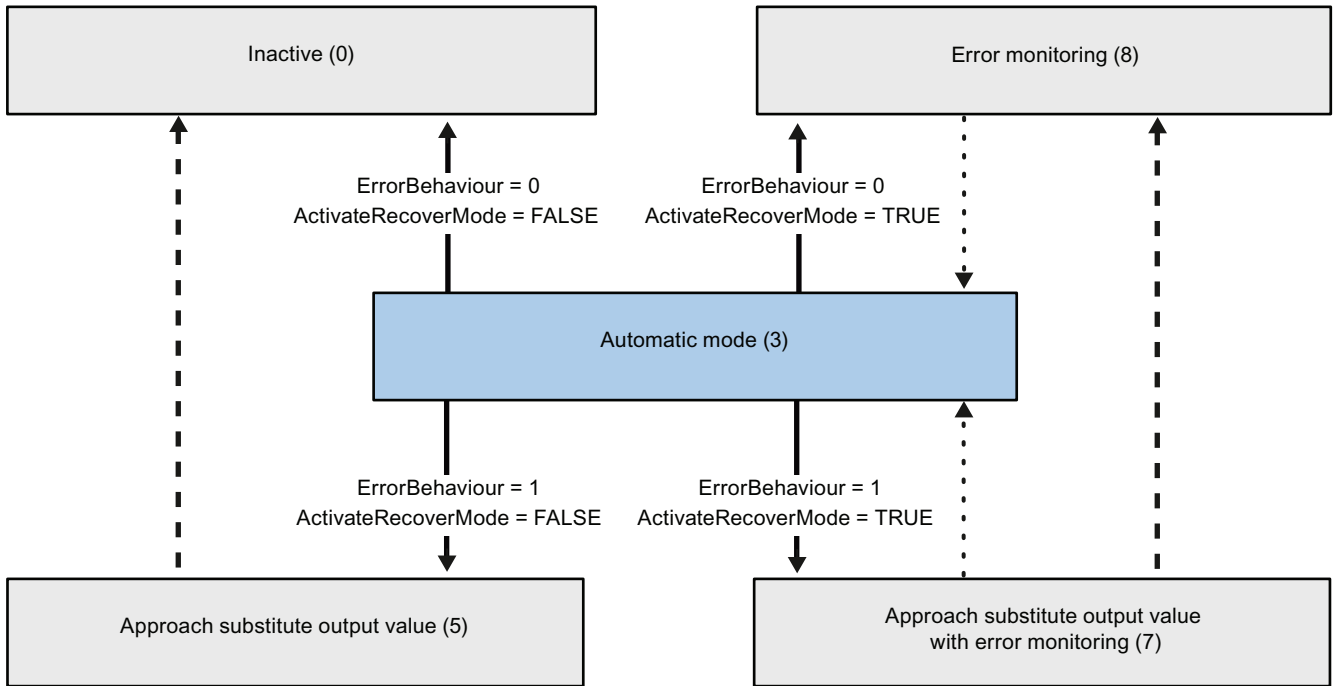 Inactive (0)
Error monitoring (8)
ErrorBehaviour = 0
ActivateRecoverMode = FALSE
ErrorBehaviour = 0
ActivateRecoverMode = TRUE
Automatic mode (3)
ErrorBehaviour = 1
ActivateRecoverMode = FALSE
ErrorBehaviour = 1
ActivateRecoverMode = TRUE
Approach substitute output value (5)
Approach substitute output value
with error monitoring (7)